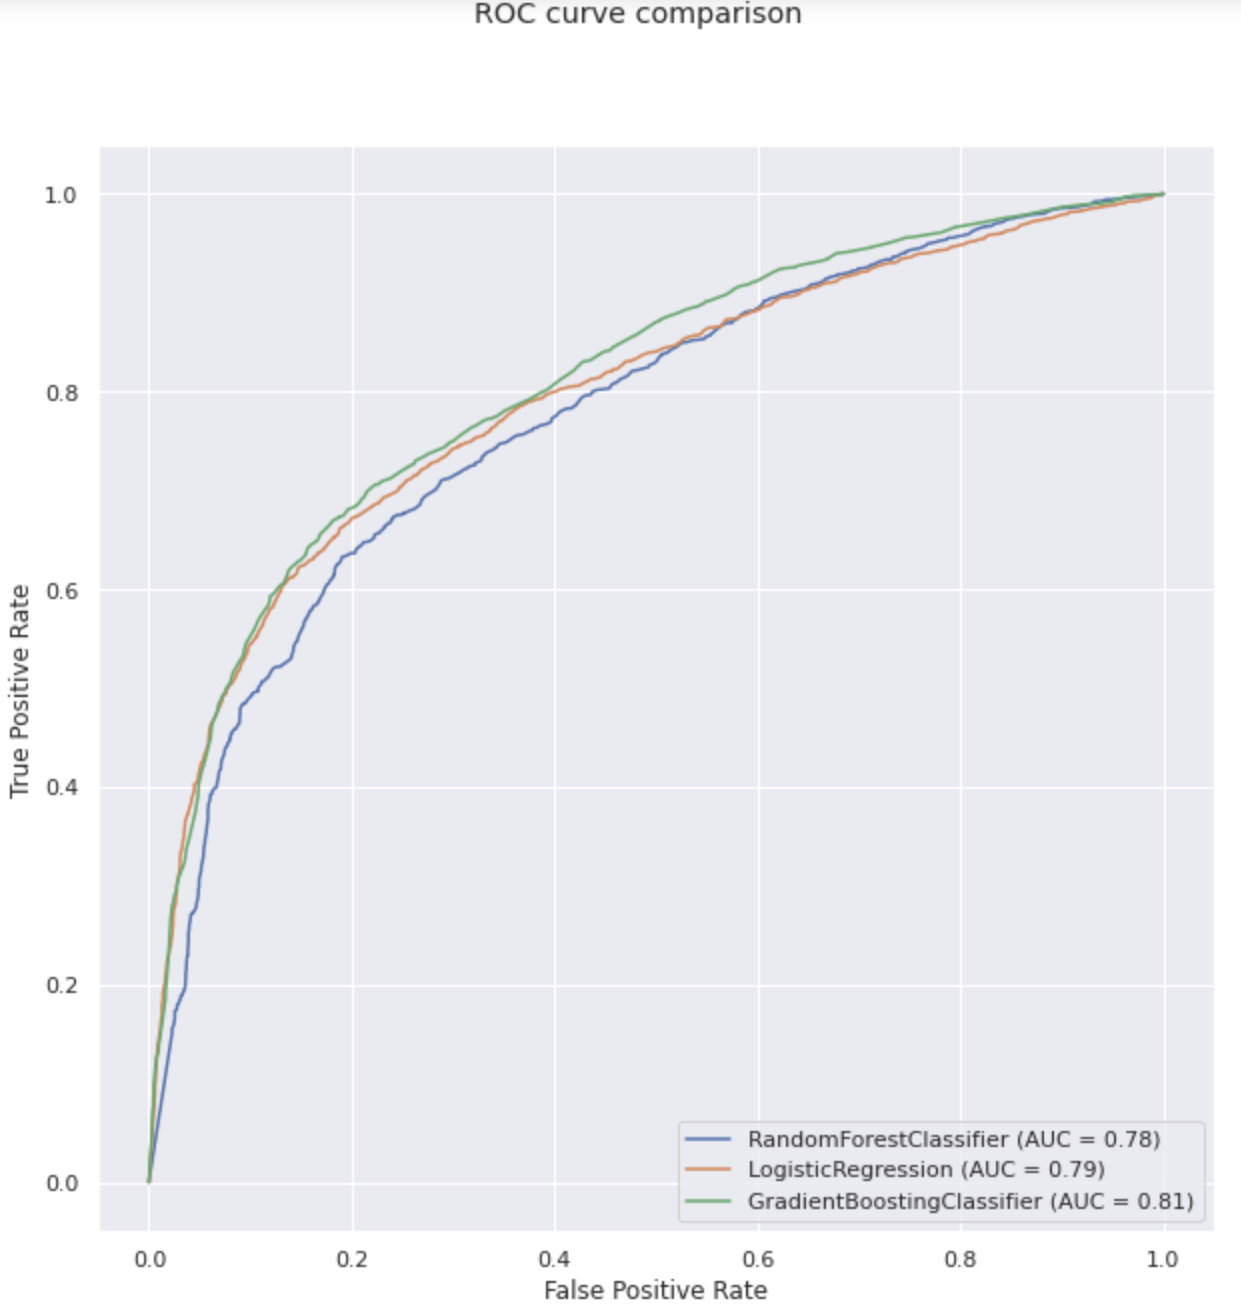 ROC curve comparison
1.0
0.8
0.6
0.4
0.2
0.0
True Positive Rate
RandomForestClassifier (AUC = 0.78)
LogisticRegression (AUC = 0.79)
GradientBoostingClassifier (AUC = 0.81)
0.0 0.2 0.4 0.6 0.8 1.0
False Positive Rate